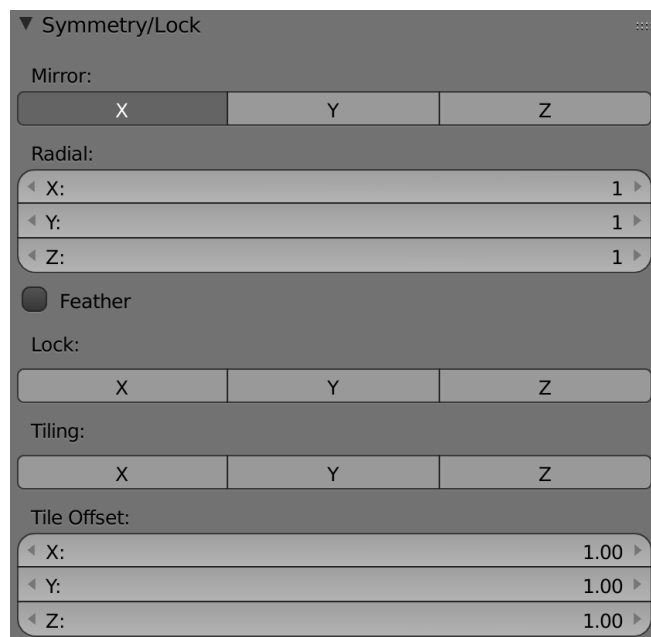 Symmetry/Lock
Mirror:
X Y Z
Radial:
X: 1
Y: 1
Z: 1
Feather
Lock:
X Y Z
Tiling:
X Y Z
Tile Offset:
X: 1.00
Y: 1.00
Z: 1.00